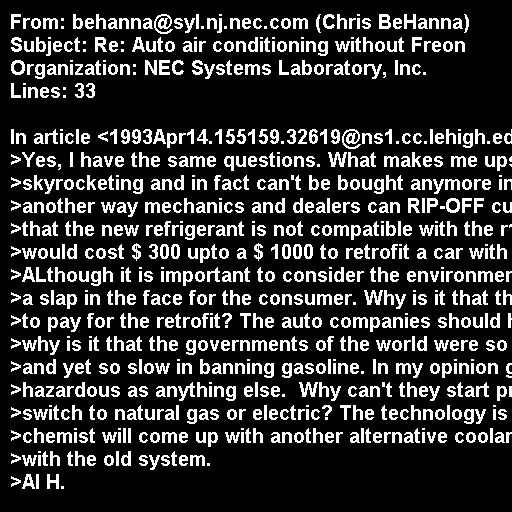 From: behanna@syl.nj.nec.com (Chris BeHanna)
Subject: Re: Auto air conditioning without Freon
Organization: NEC Systems Laboratory, Inc.
Lines: 33

In article <1993Apr14.155159.32619@ns1.cc.lehigh.ed
>Yes, I have the same questions. What makes me ups
>skyrocketing and in fact can't be bought anymore in
>another way mechanics and dealers can RIP-OFF cu
>that the new refrigerant is not compatible with the
>would cost $ 300 upto a $ 1000 to retrofit a car with
>ALthough it is important to consider the environmen
>a slap in the face for the consumer. Why is it that th
>to pay for the retrofit? The auto companies should
>why is it that the governments of the world were so
>and yet so slow in banning gasoline. In my opinion g
>hazardous as anything else.  Why can't they start pr
>switch to natural gas or electric? The technology is
>chemist will come up with another alternative coolan
>with the old system.
>Al H.